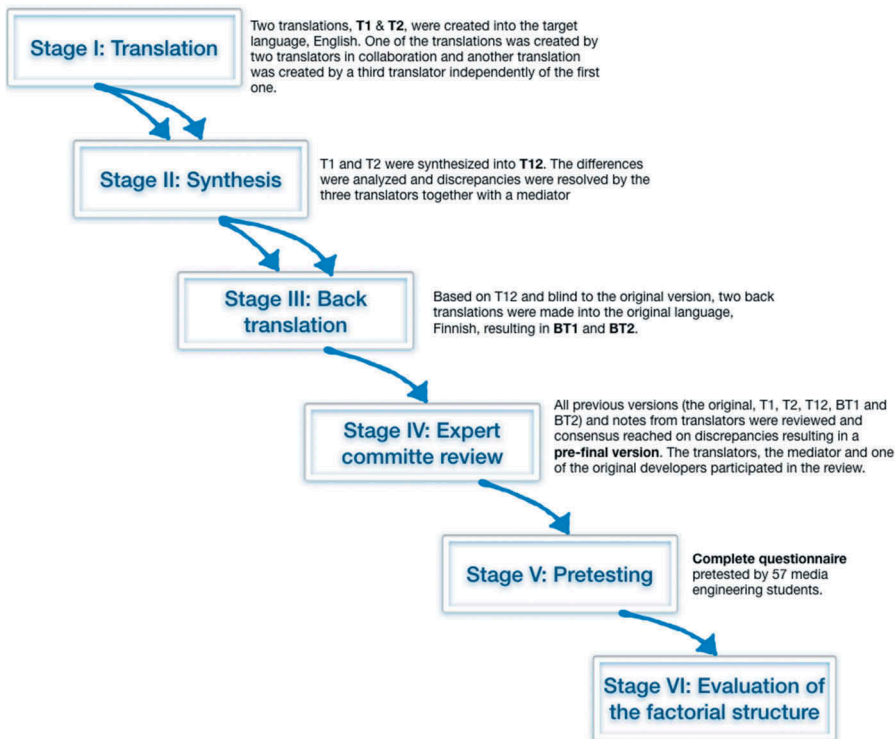 Stage I: Translation
Two translations, T1 & T2, were created into the target
language, English. One of the translations was created by
two translators in collaboration and another translation
was created by a third translator independently of the first
one.
Stage II: Synthesis
T1 and T2 were synthesized into T12. The differences
were analyzed and discrepancies were resolved by the
three translators together with a mediator
Stage III: Back
translation
Based on T12 and blind to the original version, two back
translations were made into the original language,
Finnish, resulting in BT1 and BT2.
Stage IV: Expert
committe review
All previous versions (the original, T1, T2, T12, BT1 and
BT2) and notes from translators were reviewed and
consensus reached on discrepancies resulting in a
pre-final version. The translators, the mediator and one
of the original developers participated in the review.
Stage V: Pretesting
Complete questionnaire
pretested by 57 media
engineering students.
Stage VI: Evaluation of
the factorial structure